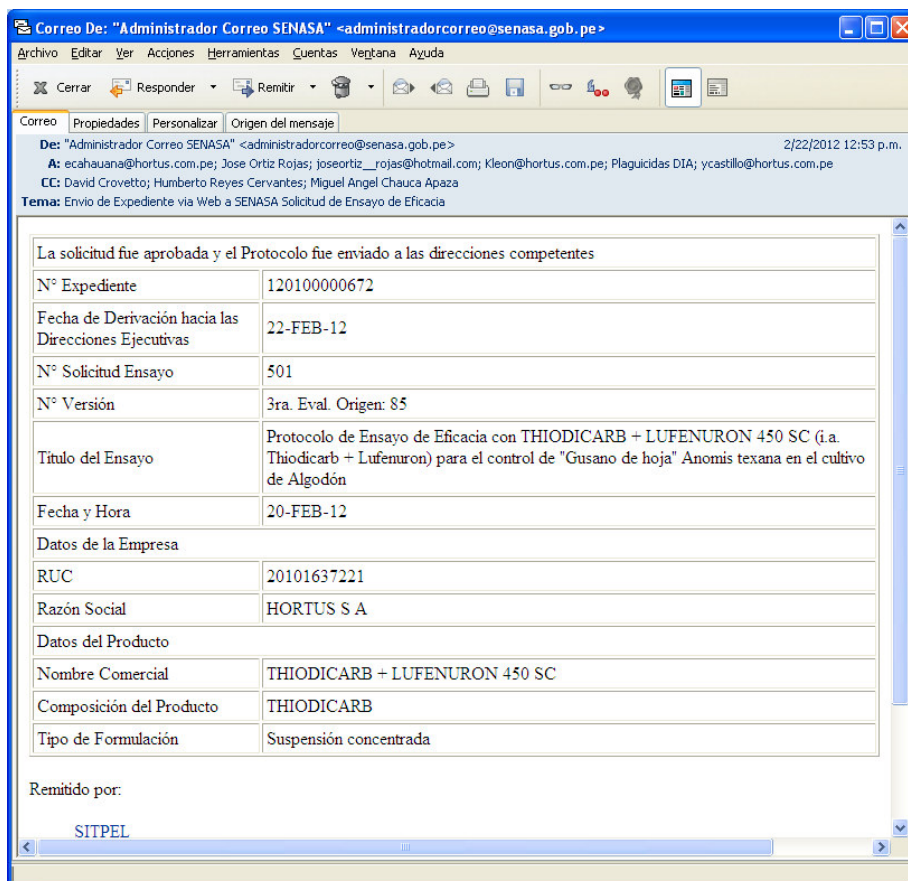 Correo De: "Administrador Correo SENASA" <administradorcorreo@senasa.gob.pe>
Archivo Editar Ver Acciones Herramientas Cuentas Ventana Ayuda
Cerrar Responder Remitir
Correo Propiedades Personalizar Origen del mensaje
De: "Administrador Correo SENASA" <administradorcorreo@senasa.gob.pe> 2/22/2012 12:53 p.m.
A: ecahauana@hortus.com.pe; Jose Ortiz Rojas; joseortiz__rojas@hotmail.com; Kleon@hortus.com.pe; Plaguicidas DIA; ycastillo@hortus.com.pe
CC: David Crovetto; Humberto Reyes Cervantes; Miguel Angel Chauca Apaza
Tema: Envio de Expediente via Web a SENASA Solicitud de Ensayo de Eficacia
La solicitud fue aprobada y el Protocolo fue enviado a las direcciones competentes
N° Expediente 120100000672
Fecha de Derivación hacia las
Direcciones Ejecutivas 22-FEB-12
N° Solicitud Ensayo 501
N° Versión 3ra. Eval. Origen: 85
Título del Ensayo Protocolo de Ensayo de Eficacia con THIODICARB + LUFENURON 450 SC (i.a.
Thiodicarb + Lufenuron) para el control de "Gusano de hoja" Anomis texana en el cultivo
de Algodón
Fecha y Hora 20-FEB-12
Datos de la Empresa
RUC 20101637221
Razón Social HORTUS S A
Datos del Producto
Nombre Comercial THIODICARB + LUFENURON 450 SC
Composición del Producto THIODICARB
Tipo de Formulación Suspensión concentrada
Remitido por:
SITPEL